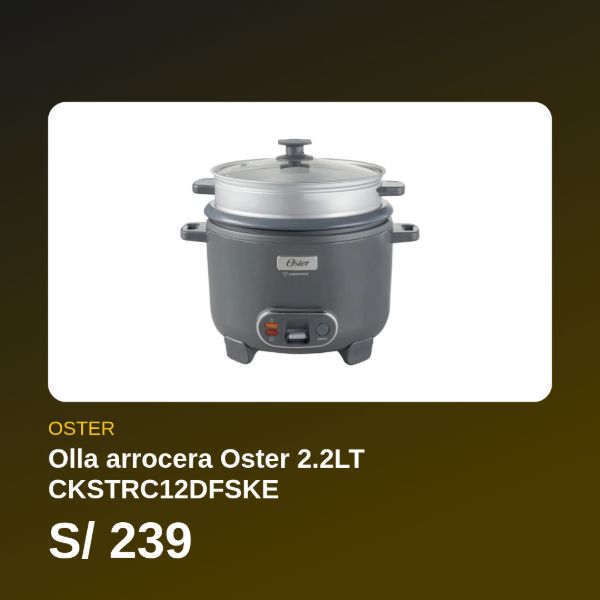 Oster
OSTER
Olla arrocera Oster 2.2LT
CKSTRC12DFSKE
S/ 239